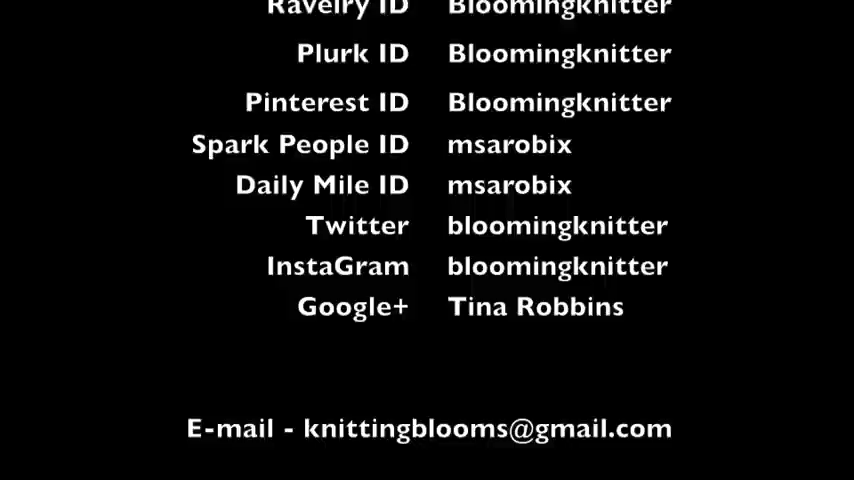 Ravelry ID Bloomingknitter
Plurk ID Bloomingknitter
Pinterest ID Bloomingknitter
Spark People ID msarobix
Daily Mile ID msarobix
Twitter bloomingknitter
InstaGram bloomingknitter
Google+ Tina Robbins
E-mail - knittingblooms@gmail.com